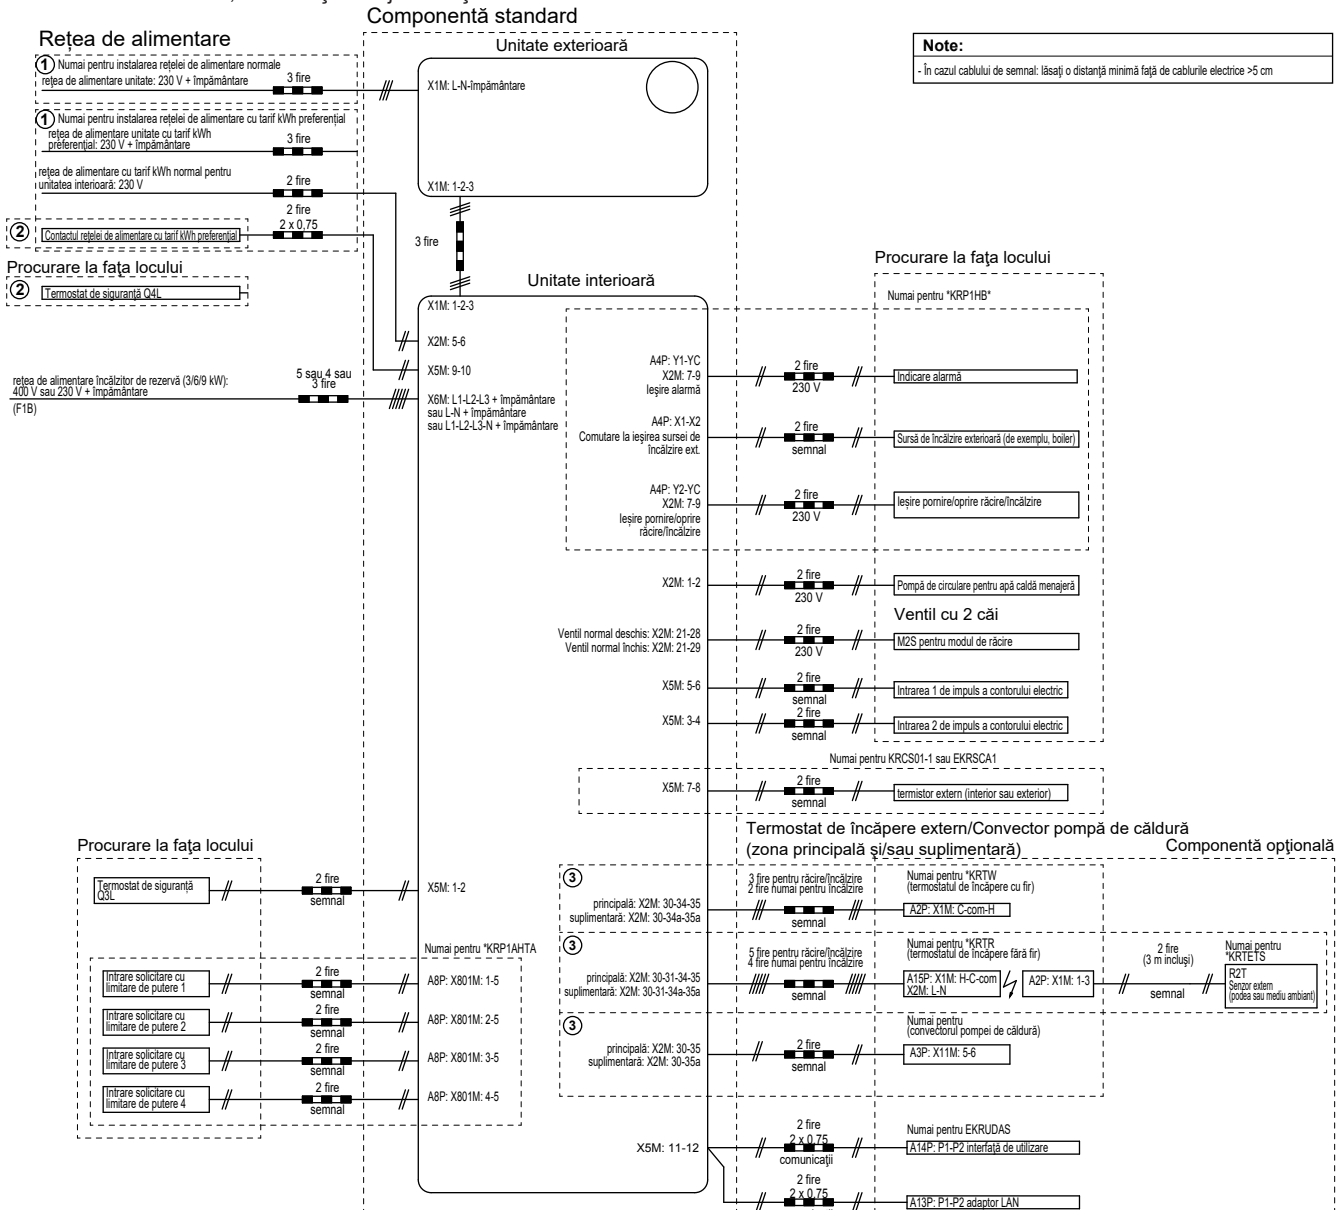 Componentă standard
Rețea de alimentare
1 Numai pentru instalarea rețelei de alimentare normale
rețea de alimentare unitate: 230 V + împământare
3 fire
1 Numai pentru instalarea rețelei de alimentare cu tarif kWh preferențial
rețea de alimentare unitate cu tarif kWh
preferențial: 230 V + împământare
3 fire
rețea de alimentare cu tarif kWh normal pentru
unitatea interioară: 230 V
2 fire
2 fire
2 x 0,75
2 Contactul rețelei de alimentare cu tarif kWh preferențial
Procurare la fața locului
2 Termostat de siguranță Q4L
rețea de alimentare încălzitor de rezervă (3/6/9 kW):
400 V sau 230 V + împământare
(F1B)
5 sau 4 sau
3 fire
Unitate exterioară
X1M: L-N-împământare
X1M: 1-2-3
3 fire
Note:
- În cazul cablului de semnal: lăsați o distanță minimă față de cablurile electrice >5 cm
Unitate interioară
X1M: 1-2-3
X2M: 5-6
X5M: 9-10
X6M: L1-L2-L3 + împământare
sau L-N + împământare
sau L1-L2-L3-N + împământare
Procurare la fața locului
Numai pentru *KRP1HB*
A4P: Y1-YC
X2M: 7-9
Ieșire alarmă
2 fire
230 V
Indicare alarmă
A4P: X1-X2
Comutare la ieșirea sursei de
încălzire ext.
2 fire
semnal
Sursă de încălzire exterioară (de exemplu, boiler)
A4P: Y2-YC
X2M: 7-9
Ieșire pornire/oprire
răcire/încălzire
2 fire
230 V
Ieșire pornire/oprire răcire/încălzire
X2M: 1-2
2 fire
230 V
Pompă de circulare pentru apă caldă menajeră
Ventil cu 2 căi
Ventil normal deschis: X2M: 21-28
Ventil normal închis: X2M: 21-29
2 fire
230 V
M2S pentru modul de răcire
X5M: 5-6
2 fire
semnal
Intrarea 1 de impuls a contorului electric
X5M: 3-4
2 fire
semnal
Intrarea 2 de impuls a contorului electric
Numai pentru KRCS01-1 sau EKRSCA1
X5M: 7-8
2 fire
semnal
termistor extern (interior sau exterior)
Termostat de încăpere extern/Convector pompă de căldură
(zona principală și/sau suplimentară)
Componentă opțională
3
principală: X2M: 30-34-35
suplimentară: X2M: 30-34a-35a
3 fire pentru răcire/încălzire
2 fire numai pentru încălzire
semnal
Numai pentru *KRTW
(termostatul de încăpere cu fir)
A2P: X1M: C-com-H
3
principală: X2M: 30-31-34-35
suplimentară: X2M: 30-31-34a-35a
5 fire pentru răcire/încălzire
4 fire numai pentru încălzire
semnal
Numai pentru *KRTR
(termostatul de încăpere fără fir)
A15P: X1M: H-C-com
X2M: L-N
A2P: X1M: 1-3
2 fire
(3 m incluși)
semnal
Numai pentru
*KRTETS
R2T
Senzor extern
(podea sau mediu ambiant)
3
principală: X2M: 30-35
suplimentară: X2M: 30-35a
2 fire
semnal
Numai pentru
(convectorul pompei de căldură)
A3P: X11M: 5-6
X5M: 11-12
2 fire
2 x 0,75
comunicații
Numai pentru EKRUDAS
A14P: P1-P2 interfață de utilizare
2 fire
2 x 0,75
A13P: P1-P2 adaptor LAN
Procurare la fața locului
Termostat de siguranță
Q3L
2 fire
semnal
X5M: 1-2
Numai pentru *KRP1AHTA
Intrare solicitare cu
limitare de putere 1
2 fire
semnal
A8P: X801M: 1-5
Intrare solicitare cu
limitare de putere 2
2 fire
semnal
A8P: X801M: 2-5
Intrare solicitare cu
limitare de putere 3
2 fire
semnal
A8P: X801M: 3-5
Intrare solicitare cu
limitare de putere 4
2 fire
semnal
A8P: X801M: 4-5